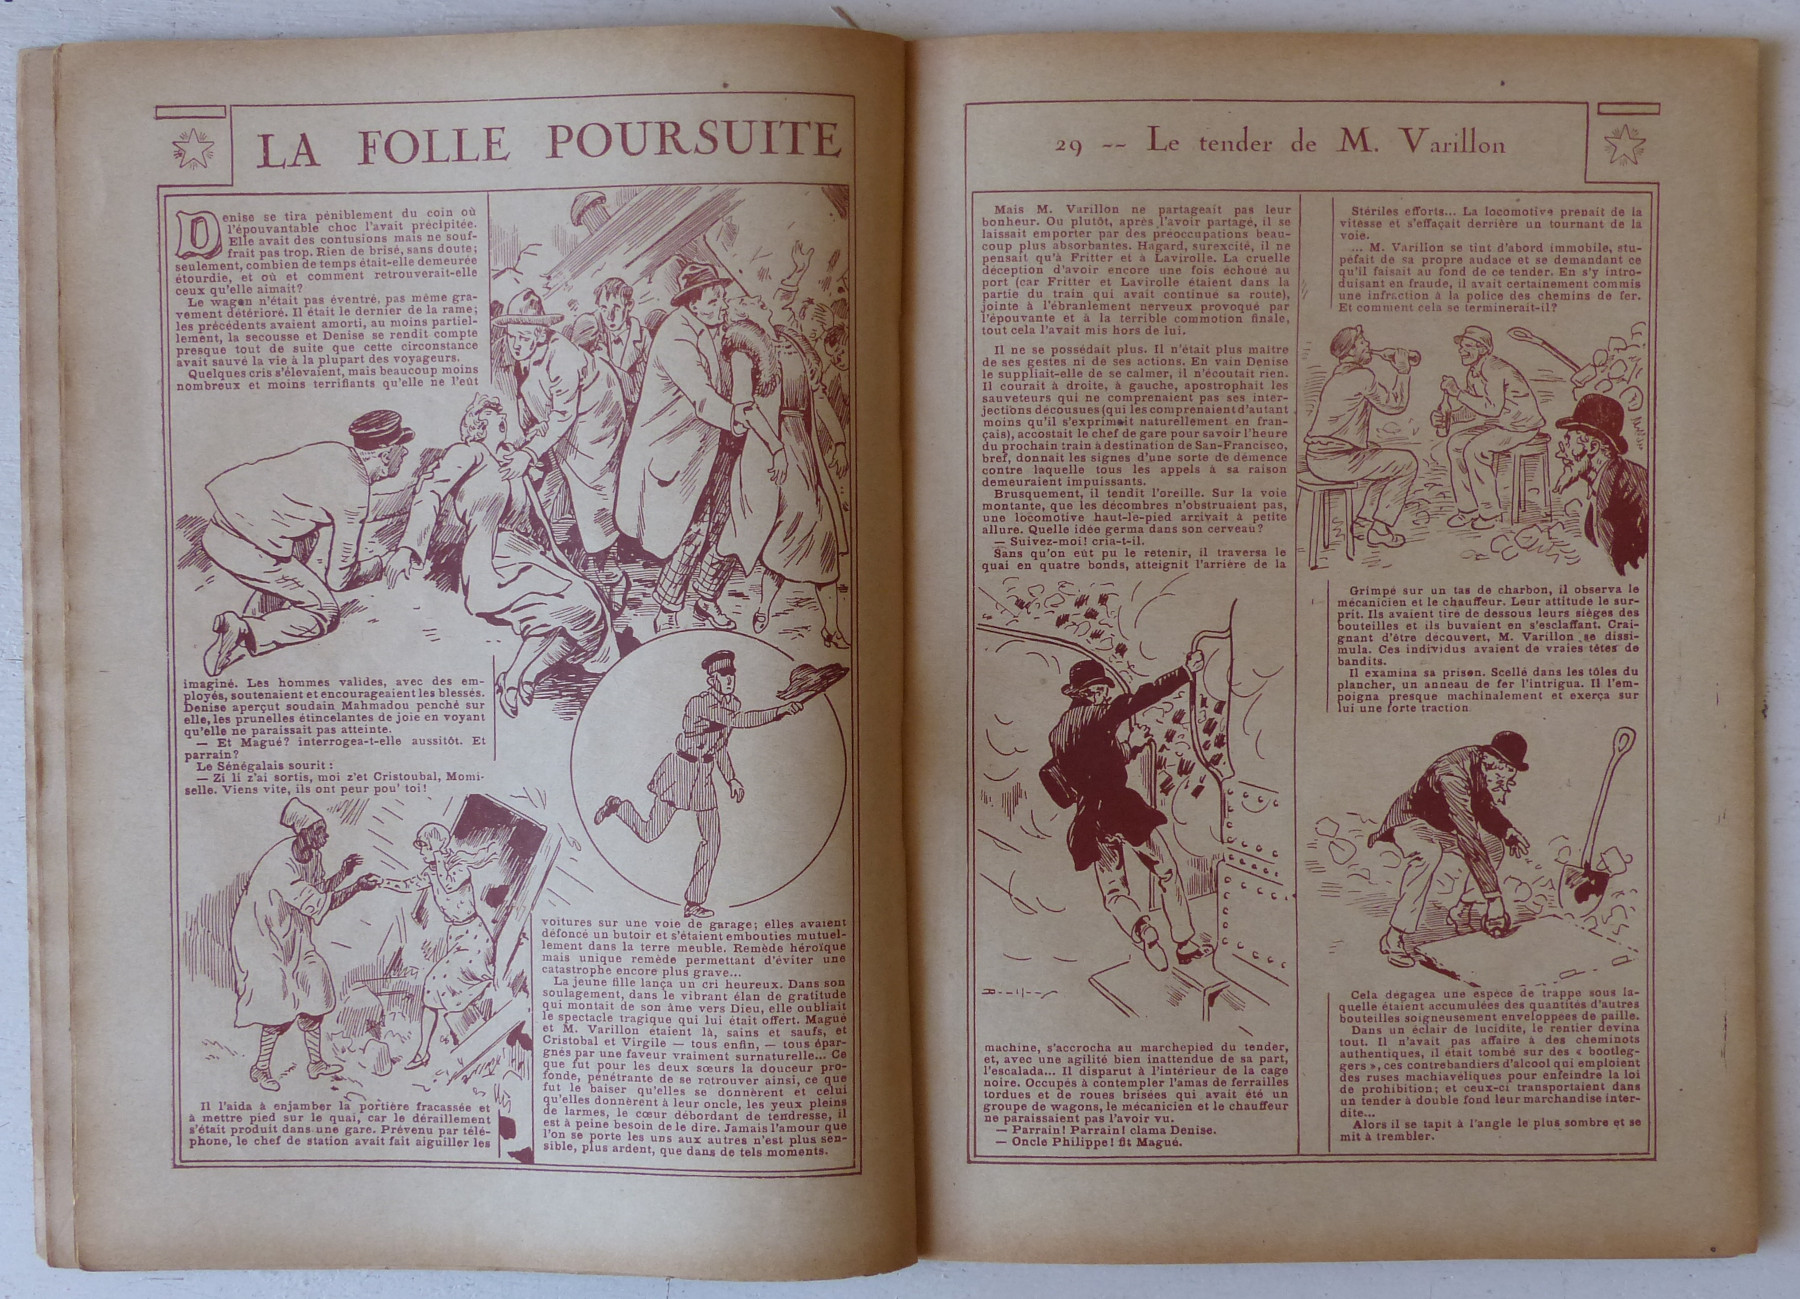 LA FOLLE POURSUITE
Denise se tira péniblement du coin où
l'épouvantable choc l'avait précipitée.
Elle avait des contusions mais ne souf-
frait pas trop. Rien de brisé, sans doute;
seulement, combien de temps était-elle demeurée
étourdie, et où et comment retrouverait-elle
ceux qu'elle aimait?
Le wagon n'était pas éventré, pas même gra-
vement détérioré. Il était le dernier de la rame;
les précédents avaient amorti, au moins partiel-
lement, la secousse et Denise se rendit compte
presque tout de suite que cette circonstance
avait sauvé la vie à la plupart des voyageurs.
Quelques cris s'élevaient, mais beaucoup moins
nombreux et moins terrifiants qu'elle ne l'eût
imaginé. Les hommes valides, avec des em-
ployés, soutenaient et encourageaient les blessés.
Denise aperçut soudain Mahmadou penché sur
elle, les prunelles étincelantes de joie en voyant
qu'elle ne paraissait pas atteinte.
— Et Magué? interrogea-t-elle aussitôt. Et
parrain?
Le Sénégalais sourit :
— Zi li z'ai sortis, moi z'et Cristoubal, Momi-
selle. Viens vite, ils ont peur pou' toi!
Il l'aida à enjamber la portière fracassée et
à mettre pied sur le quai, car le déraillement
s'était produit dans une gare. Prévenu par télé-
phone, le chef de station avait fait aiguiller les
voitures sur une voie de garage; elles avaient
défoncé un butoir et s'étaient embouties mutuel-
lement dans la terre meuble. Remède héroïque
mais unique remède permettant d'éviter une
catastrophe encore plus grave...
La jeune fille lança un cri heureux. Dans son
soulagement, dans le vibrant élan de gratitude
qui montait de son âme vers Dieu, elle oubliait
le spectacle tragique qui lui était offert. Magué
et M. Varillon étaient là, sains et saufs, et
Cristobal et Virgile — tous enfin, — tous épar-
gnés par une faveur vraiment surnaturelle... Ce
que fut pour les deux sœurs la douceur pro-
fonde, pénétrante de se retrouver ainsi, ce que
fut le baiser qu'elles se donnèrent et celui
qu'elles donnèrent à leur oncle, les yeux pleins
de larmes, le cœur débordant de tendresse, il
est à peine besoin de le dire. Jamais l'amour que
l'on se porte les uns aux autres n'est plus sen-
sible, plus ardent, que dans de tels moments.
29 -- Le tender de M. Varillon
Mais M. Varillon ne partageait pas leur
bonheur. Ou plutôt, après l'avoir partagé, il se
laissait emporter par des préoccupations beau-
coup plus absorbantes. Hagard, surexcité, il ne
pensait qu'à Fritter et à Lavirolle. La cruelle
déception d'avoir encore une fois échoué au
port (car Fritter et Lavirolle étaient dans la
partie du train qui avait continué sa route),
jointe à l'ébranlement nerveux provoqué par
l'épouvante et à la terrible commotion finale,
tout cela l'avait mis hors de lui.
Il ne se possédait plus. Il n'était plus maître
de ses gestes ni de ses actions. En vain Denise
le suppliait-elle de se calmer, il n'écoutait rien.
Il courait à droite, à gauche, apostrophait les
sauveteurs qui ne comprenaient pas ses inter-
jections décousues (qui les comprenaient d'autant
moins qu'il s'exprimait naturellement en fran-
çais), accostait le chef de gare pour savoir l'heure
du prochain train à destination de San-Francisco,
bref, donnait les signes d'une sorte de démence
contre laquelle tous les appels à sa raison
demeuraient impuissants.
Brusquement, il tendit l'oreille. Sur la voie
montante, que les décombres n'obstruaient pas,
une locomotive haut-le-pied arrivait à petite
allure. Quelle idée germa dans son cerveau?
— Suivez-moi! cria-t-il.
Sans qu'on eût pu le retenir, il traversa le
quai en quatre bonds, atteignit l'arrière de la
machine, s'accrocha au marchepied du tender,
et, avec une agilité bien inattendue de sa part,
l'escalada... Il disparut à l'intérieur de la cage
noire. Occupés à contempler l'amas de ferrailles
tordues et de roues brisées qui avait été un
groupe de wagons, le mécanicien et le chauffeur
ne paraissaient pas l'avoir vu.
— Parrain! Parrain! clama Denise.
— Oncle Philippe! fit Magué.
Stériles efforts... La locomotive prenait de la
vitesse et s'effaçait derrière un tournant de la
voie.
... M. Varillon se tint d'abord immobile, stu-
péfait de sa propre audace et se demandant ce
qu'il faisait au fond de ce tender. En s'y intro-
duisant en fraude, il avait certainement commis
une infraction à la police des chemins de fer.
Et comment cela se terminerait-il?
Grimpé sur un tas de charbon, il observa le
mécanicien et le chauffeur. Leur attitude le sur-
prit. Ils avaient tiré de dessous leurs sièges des
bouteilles et ils buvaient en s'esclaffant. Crai-
gnant d'être découvert, M. Varillon se dissi-
mula. Ces individus avaient de vraies têtes de
bandits.
Il examina sa prison. Scellé dans les tôles du
plancher, un anneau de fer l'intrigua. Il l'em-
poigna presque machinalement et exerça sur
lui une forte traction.
Cela dégagea une espèce de trappe sous la-
quelle étaient accumulées des quantités d'autres
bouteilles soigneusement enveloppées de paille.
Dans un éclair de lucidité, le rentier devina
tout. Il n'avait pas affaire à des cheminots
authentiques, il était tombé sur des « bootleg-
gers », ces contrebandiers d'alcool qui emploient
des ruses machiavéliques pour enfreindre la loi
de prohibition; et ceux-ci transportaient dans
un tender à double fond leur marchandise inter-
dite...
Alors il se tapit à l'angle le plus sombre et se
mit à trembler.